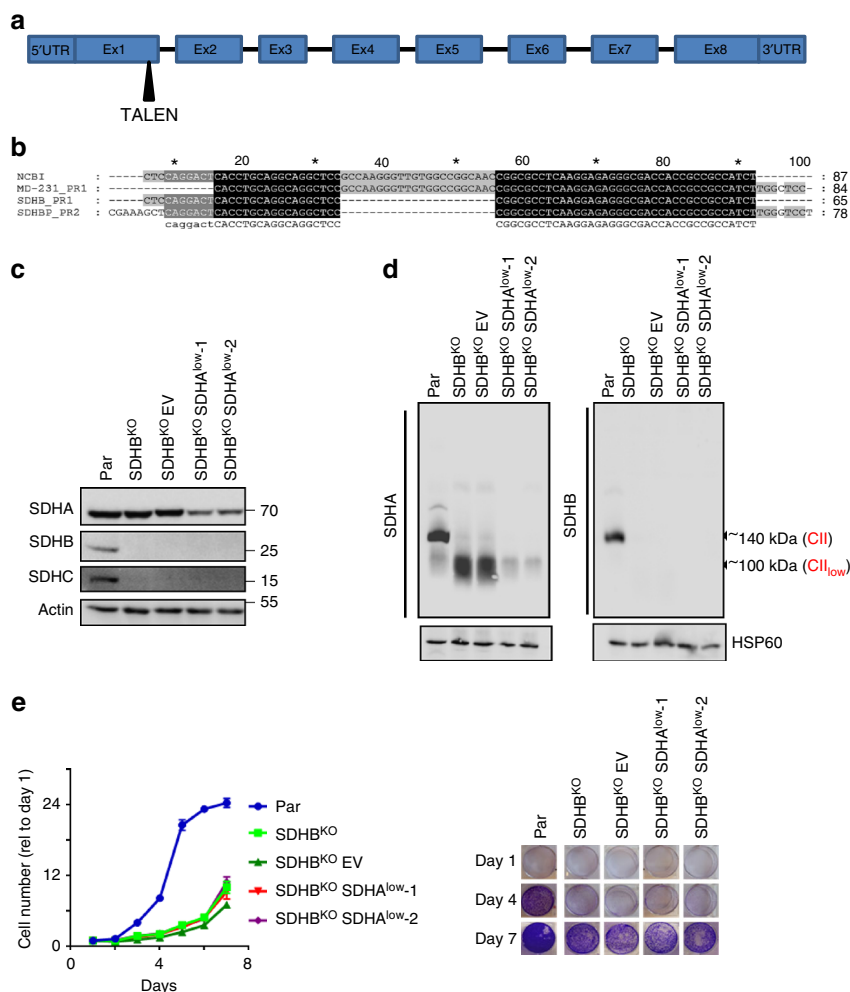 a
5′UTR Ex1 Ex2 Ex3 Ex4 Ex5 Ex6 Ex7 Ex8 3′UTR
TALEN
b
* 20 * 40 * 60 * 80 * 100
NCBI : -----CTCCAGGACTCACCTGCAGGCAGGCTCCGCCAAGGGTTGTGGCCGGCAACCGGCGCCTCAAGGAGAGGGCGACCACCGCCGCCATCT-------- : 87
MD-231_PR1 : --------------CACCTGCAGGCAGGCTCCGCCAAGGGTTGTGGCCGGCAACCGGCGCCTCAAGGAGAGGGCGACCACCGCCGCCATCTTGGCTCC- : 84
SDHB_PR1 : -----CTCCAGGACTCACCTGCAGGCAGGCTCC----------------------CGGCGCCTCAAGGAGAGGGCGACCACCGCCGCCATCT-------- : 65
SDHBP_PR2 : CGAAAGCTCAGGACTCACCTGCAGGCAGGCTCC----------------------CGGCGCCTCAAGGAGAGGGCGACCACCGCCGCCATCTTGGGTCCT : 78
caggactCACCTGCAGGCAGGCTCC CGGCGCCTCAAGGAGAGGGCGACCACCGCCGCCATCT
c
Par SDHB^KO SDHB^KO EV SDHB^KO SDHA^low-1 SDHB^KO SDHA^low-2
SDHA 70
SDHB 25
SDHC 15
Actin 55
d
Par SDHB^KO SDHB^KO EV SDHB^KO SDHA^low-1 SDHB^KO SDHA^low-2
SDHA
Par SDHB^KO SDHB^KO EV SDHB^KO SDHA^low-1 SDHB^KO SDHA^low-2
SDHB
~140 kDa (CII)
~100 kDa (CII_low)
HSP60
e
Cell number (rel to day 1)
24
12
0
0 4 8
Days
Par
SDHB^KO
SDHB^KO EV
SDHB^KO SDHA^low-1
SDHB^KO SDHA^low-2
Par SDHB^KO SDHB^KO EV SDHB^KO SDHA^low-1 SDHB^KO SDHA^low-2
Day 1
Day 4
Day 7